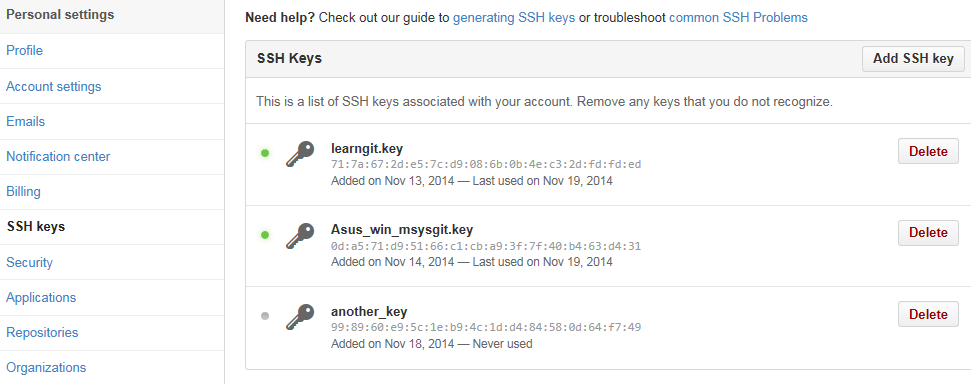 Personal settings
Profile
Account settings
Emails
Notification center
Billing
SSH keys
Security
Applications
Repositories
Organizations
Need help? Check out our guide to generating SSH keys or troubleshoot common SSH Problems
SSH Keys
Add SSH key
This is a list of SSH keys associated with your account. Remove any keys that you do not recognize.
learngit.key
71:7a:67:2d:e5:7c:d9:08:6b:0b:4e:c3:2d:fd:fd:ed
Added on Nov 13, 2014 — Last used on Nov 19, 2014
Delete
Asus_win_msysgit.key
0d:a5:71:d9:51:66:c1:cb:a9:3f:7f:40:b4:63:d4:31
Added on Nov 14, 2014 — Last used on Nov 19, 2014
Delete
another_key
99:89:60:e9:5c:1e:b9:4c:1d:d4:84:58:0d:64:f7:49
Added on Nov 18, 2014 — Never used
Delete